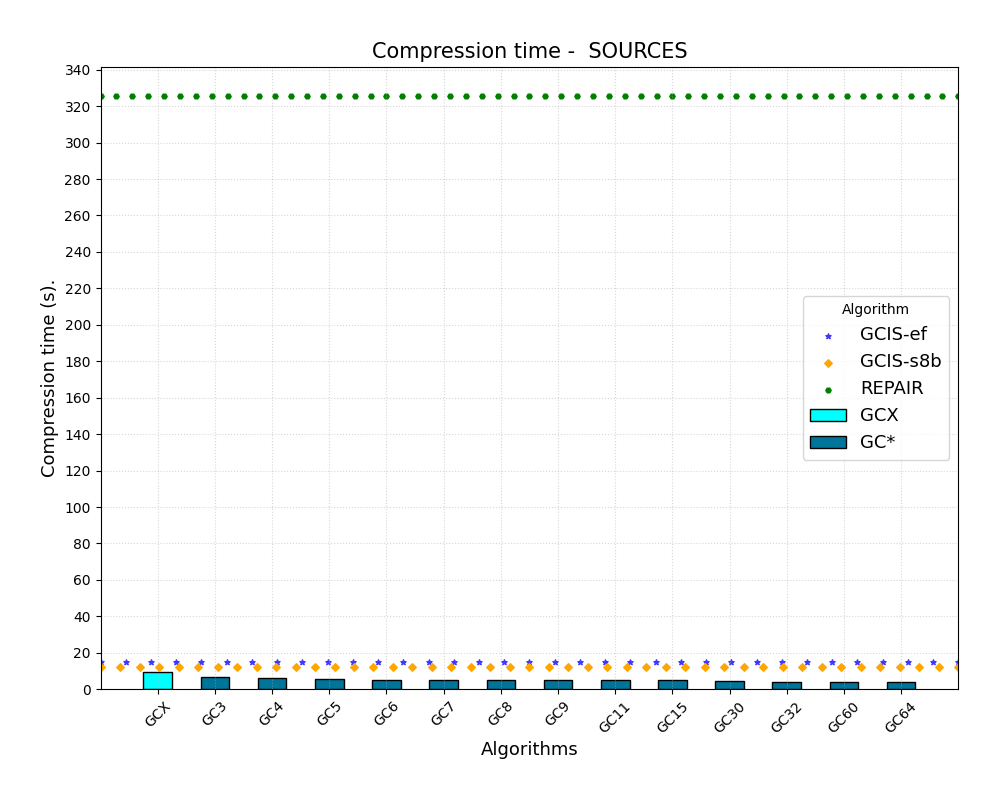 Compression time -  SOURCES
Compression time (s).
340
320
300
280
260
240
220
200
180
160
140
120
100
80
60
40
20
0
Algorithm
GCIS-ef
GCIS-s8b
REPAIR
GCX
GC*
GCX
GC3
GC4
GC5
GC6
GC7
GC8
GC9
GC11
GC15
GC30
GC32
GC60
GC64
Algorithms